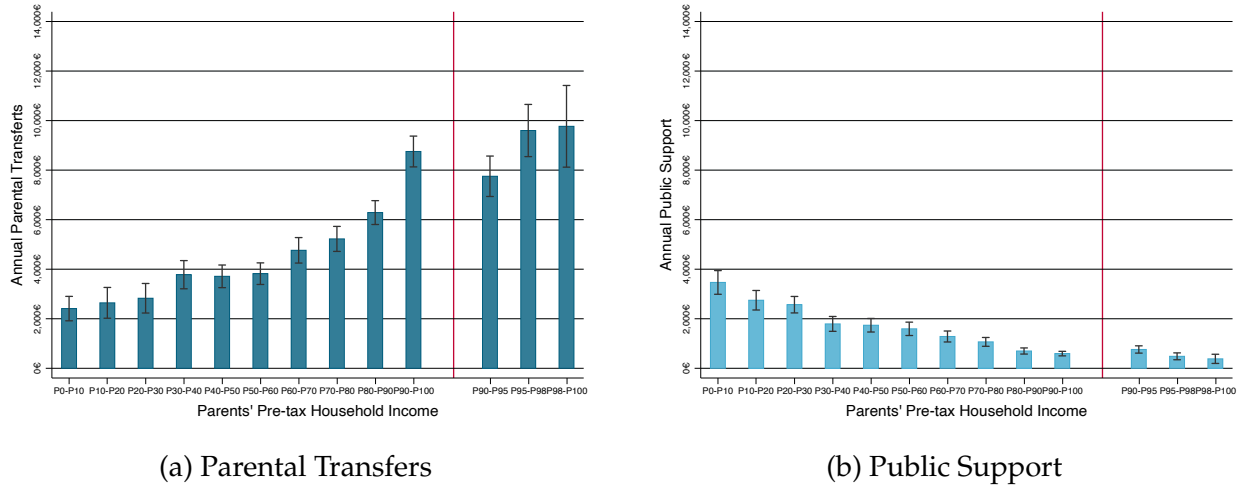 Annual Parental Transferts
0€
2,000€
4,000€
6,000€
8,000€
10,000€
12,000€
14,000€
P0-P10 P10-P20 P20-P30 P30-P40 P40-P50 P50-P60 P60-P70 P70-P80 P80-P90 P90-P100 P90-P95 P95-P98 P98-P100
Parents' Pre-tax Household Income
(a) Parental Transfers
Annual Public Support
0€
2,000€
4,000€
6,000€
8,000€
10,000€
12,000€
14,000€
P0-P10 P10-P20 P20-P30 P30-P40 P40-P50 P50-P60 P60-P70 P70-P80 P80-P90 P90-P100 P90-P95 P95-P98 P98-P100
Parents' Pre-tax Household Income
(b) Public Support